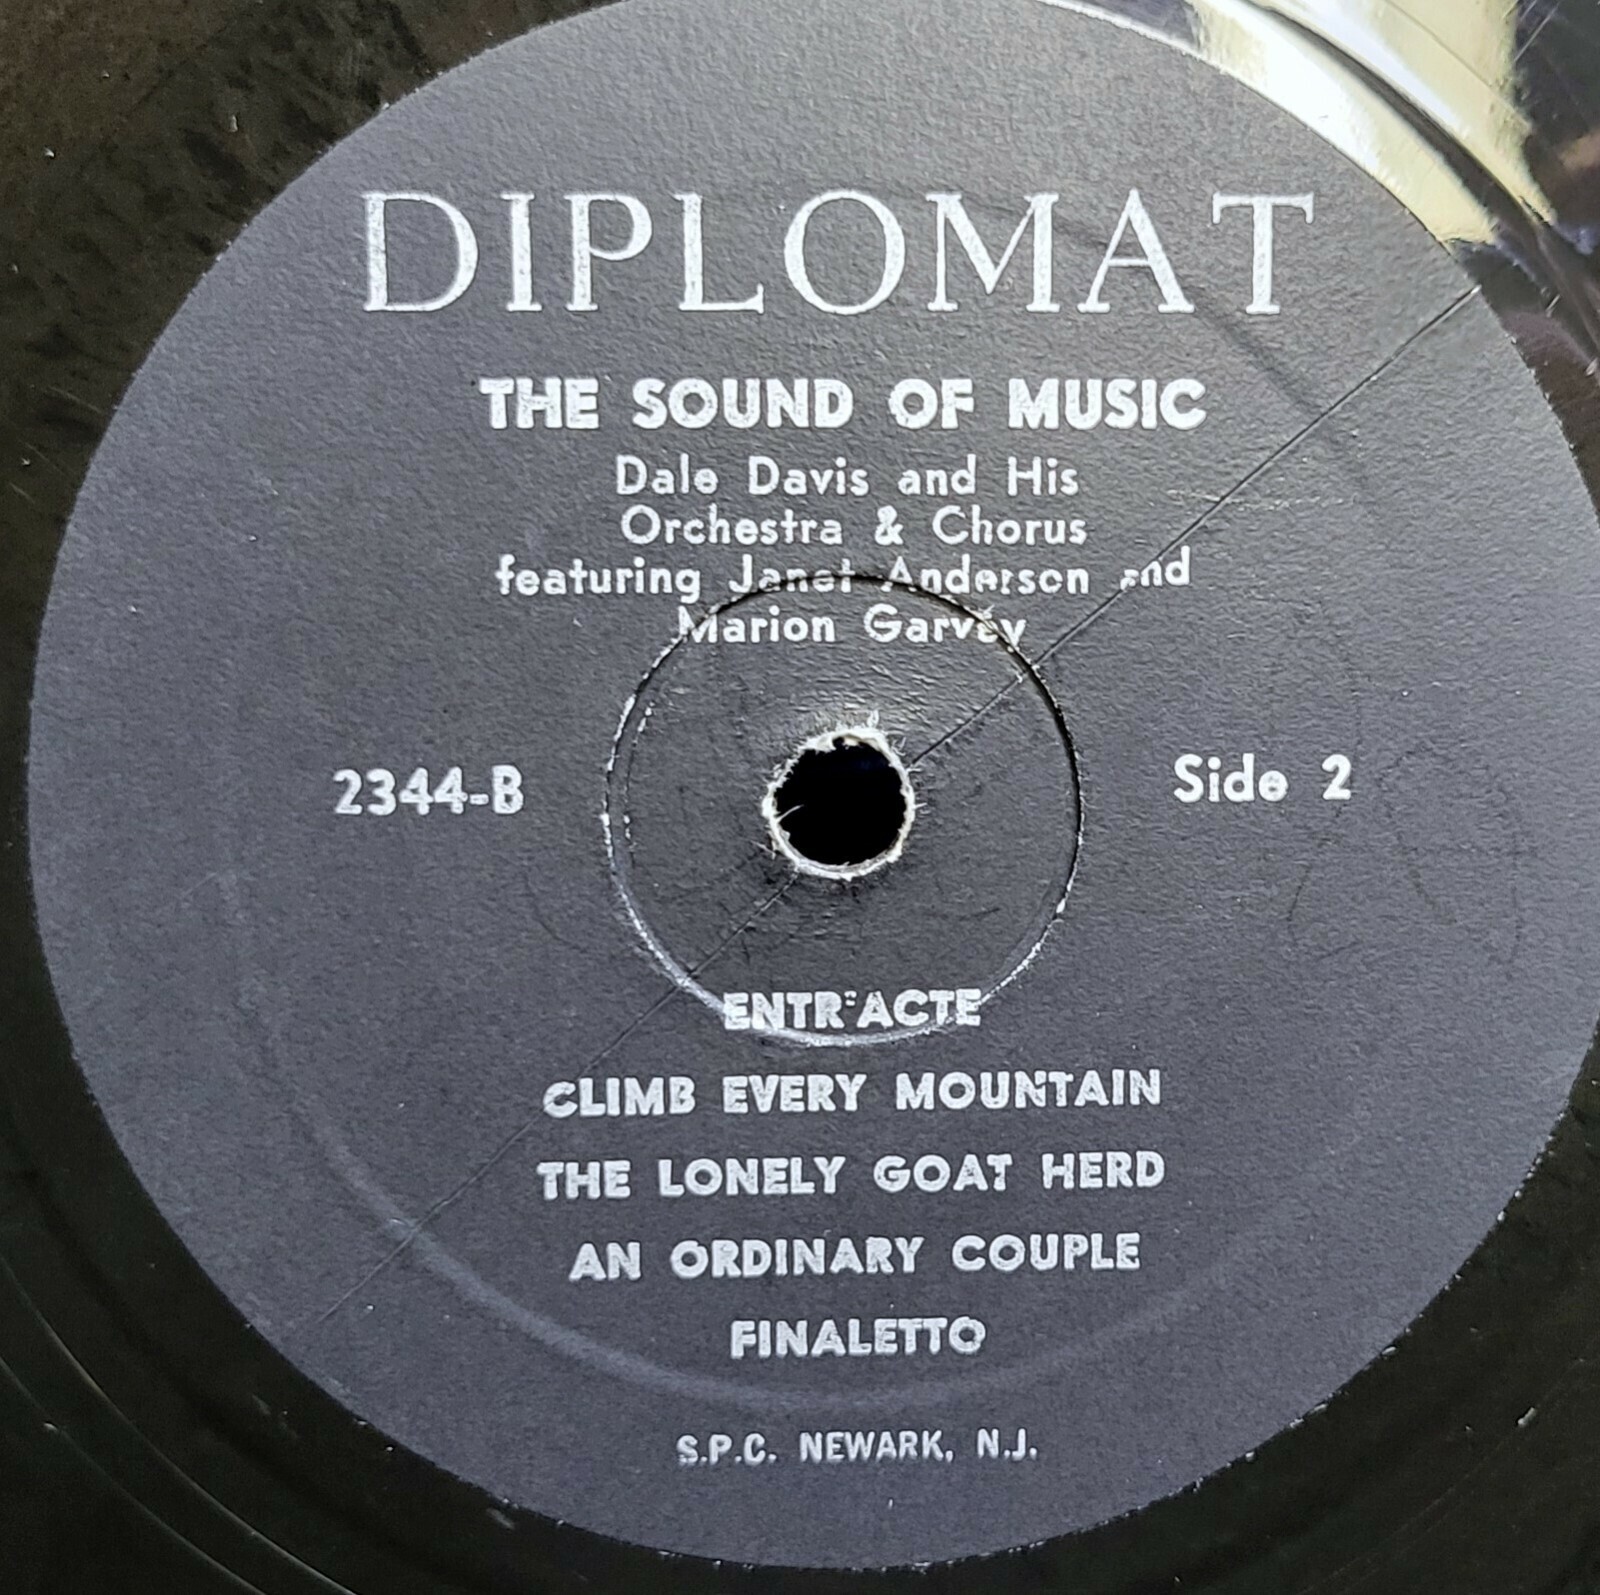 DIPLOMAT
THE SOUND OF MUSIC
Dale Davis and His
Orchestra & Chorus
featuring Janet Anderson and
Marion Garvey
2344-B
Side 2
ENTR'ACTE
CLIMB EVERY MOUNTAIN
THE LONELY GOAT HERD
AN ORDINARY COUPLE
FINALETTO
S.P.C. NEWARK, N.J.